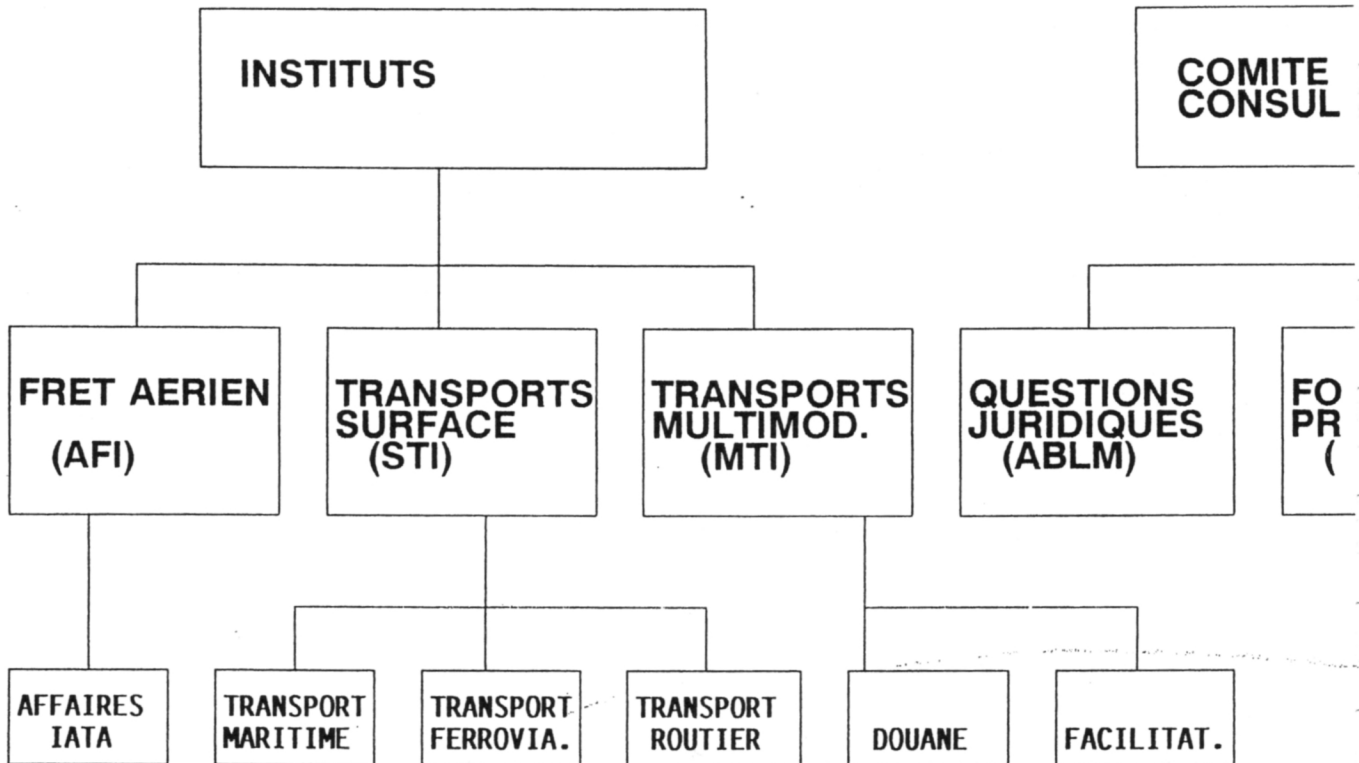 INSTITUTS
COMITE
CONSUL
FRET AERIEN
(AFI)
TRANSPORTS
SURFACE
(STI)
TRANSPORTS
MULTIMOD.
(MTI)
QUESTIONS
JURIDIQUES
(ABLM)
FO
PR
(
AFFAIRES
IATA
TRANSPORT
MARITIME
TRANSPORT
FERROVIA.
TRANSPORT
ROUTIER
DOUANE
FACILITAT.